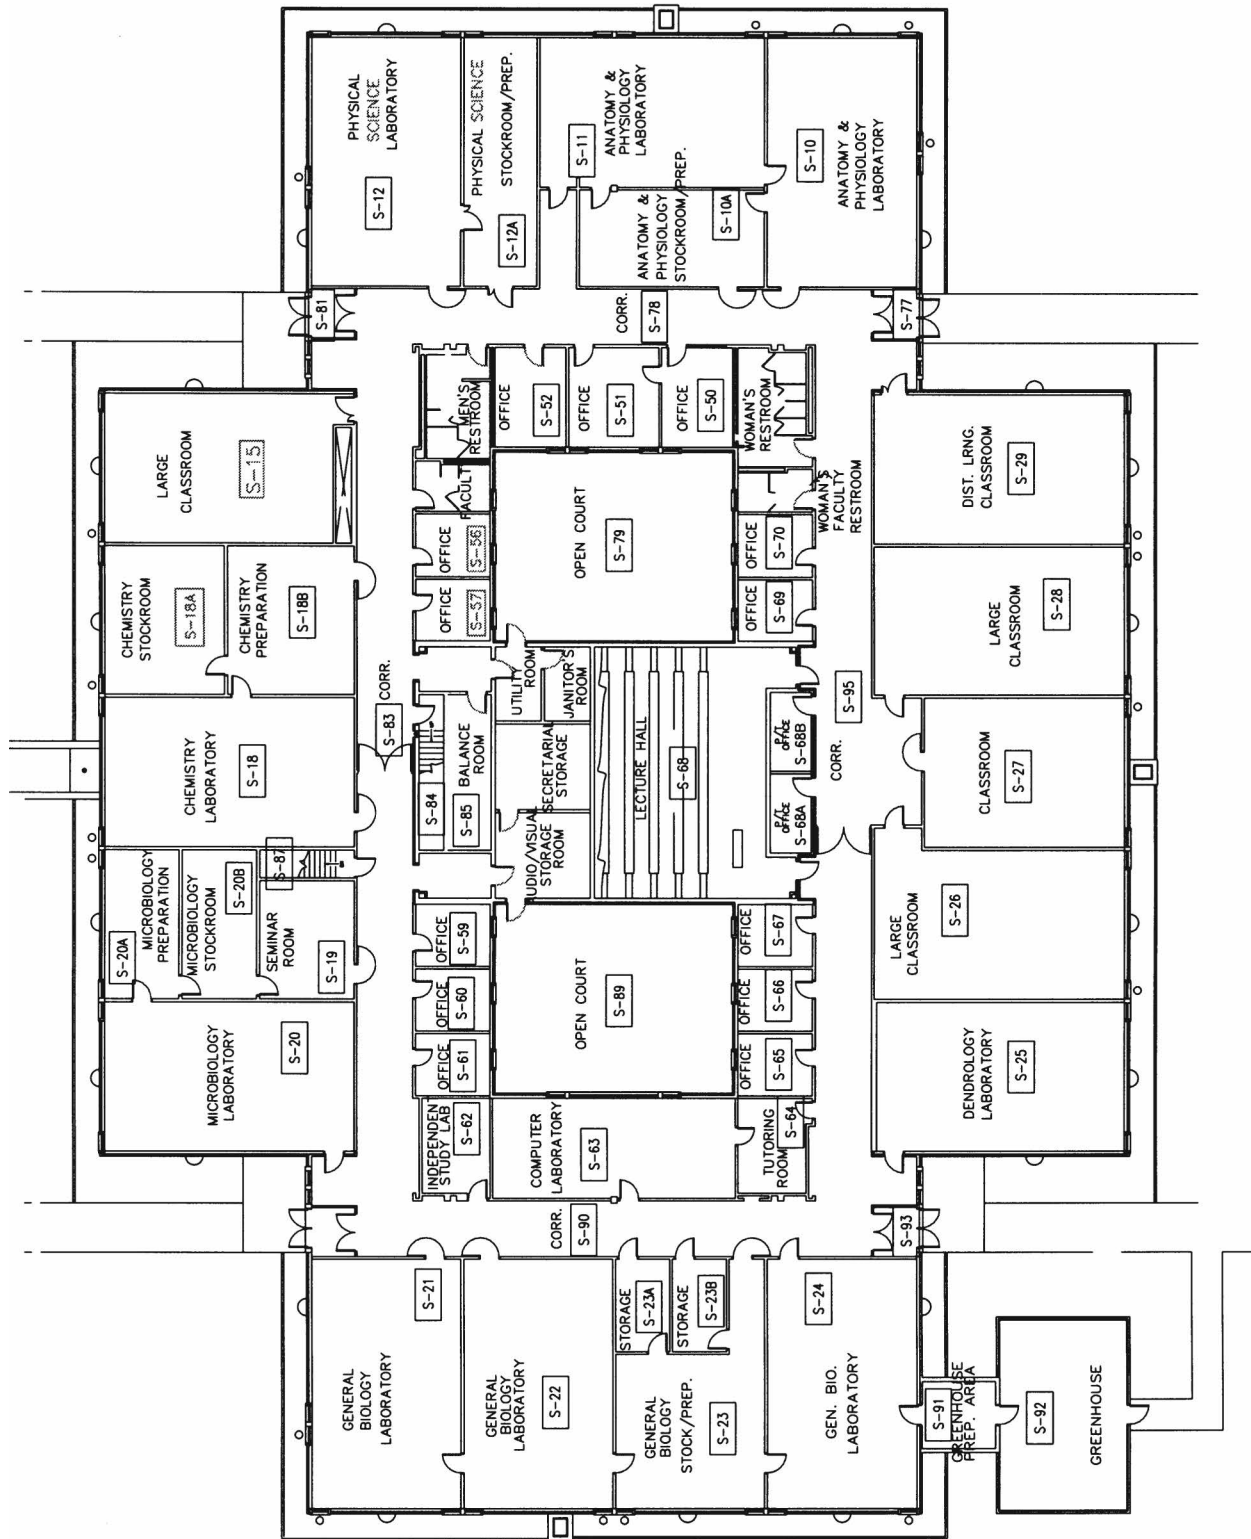 PHYSICAL
SCIENCE
LABORATORY
S-12
PHYSICAL SCIENCE
STOCKROOM/PREP.
S-12A
S-11
ANATOMY &
PHYSIOLOGY
LABORATORY
ANATOMY &
PHYSIOLOGY
STOCKROOM/PREP.
S-10A
S-10
ANATOMY &
PHYSIOLOGY
LABORATORY
S-81
CORR.
S-78
S-77
MEN'S
RESTROOM
OFFICE
S-52
OFFICE
S-51
OFFICE
S-50
WOMAN'S
RESTROOM
LARGE
CLASSROOM
S-15
FACULTY
OFFICE
S-56
OFFICE
S-57
OPEN COURT
S-79
WOMAN'S
FACULTY
RESTROOM
OFFICE
S-70
OFFICE
S-69
DIST. LRNG.
CLASSROOM
S-29
LARGE
CLASSROOM
S-28
CHEMISTRY
STOCKROOM
S-18A
CHEMISTRY
PREPARATION
S-18B
CORR.
S-83
UTILITY
ROOM
JANITOR'S
ROOM
S-84
BALANCE
ROOM
S-85
SECRETARIAL
STORAGE
LECTURE HALL
S-68
P/T
OFFICE
S-68B
P/T
OFFICE
S-68A
S-95
CORR.
CLASSROOM
S-27
CHEMISTRY
LABORATORY
S-18
AUDIO/VISUAL
STORAGE
ROOM
S-87
MICROBIOLOGY
PREPARATION
S-20A
MICROBIOLOGY
STOCKROOM
S-20B
SEMINAR
ROOM
S-19
OFFICE
S-59
OFFICE
S-60
OFFICE
S-61
OPEN COURT
S-89
OFFICE
S-67
OFFICE
S-66
OFFICE
S-65
LARGE
CLASSROOM
S-26
MICROBIOLOGY
LABORATORY
S-20
INDEPENDENT
STUDY LAB
S-62
COMPUTER
LABORATORY
S-63
TUTORING
ROOM
S-64
DENDROLOGY
LABORATORY
S-25
CORR.
S-90
S-93
S-21
GENERAL
BIOLOGY
LABORATORY
GENERAL
BIOLOGY
LABORATORY
S-22
STORAGE
S-23A
STORAGE
S-23B
GENERAL
BIOLOGY
STOCK/PREP.
S-23
S-24
GEN. BIO.
LABORATORY
S-91
GREENHOUSE
PREP. AREA
S-92
GREENHOUSE